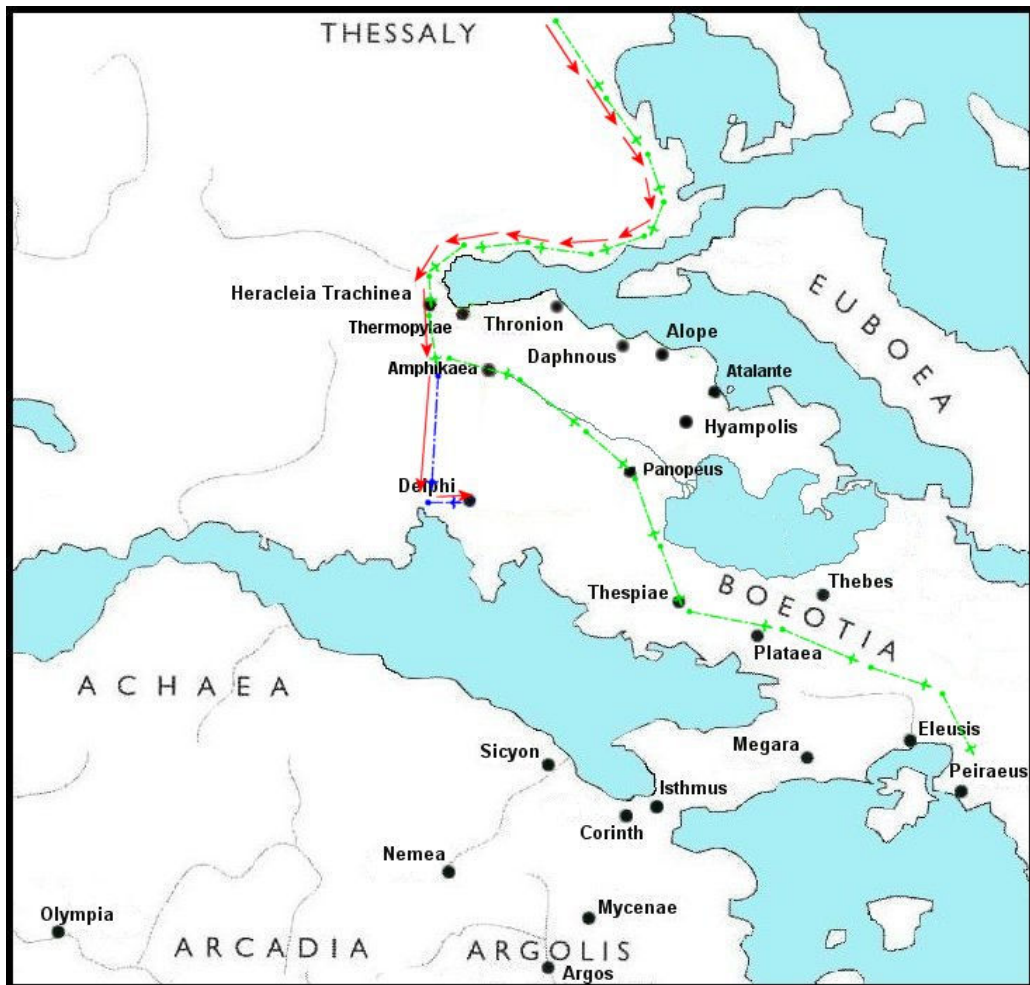 THESSALY
EUBOEA
Heracleia Trachinea
Thermopylae
Thronion
Daphnous
Alope
Amphikaea
Atalante
Hyampolis
Panopeus
Delphi
BOEOTIA
Thebes
Thespiae
Plataea
ACHAEA
Eleusis
Megara
Sicyon
Peiraeus
Isthmus
Corinth
Nemea
Olympia
Mycenae
ARCADIA
ARGOLIS
Argos